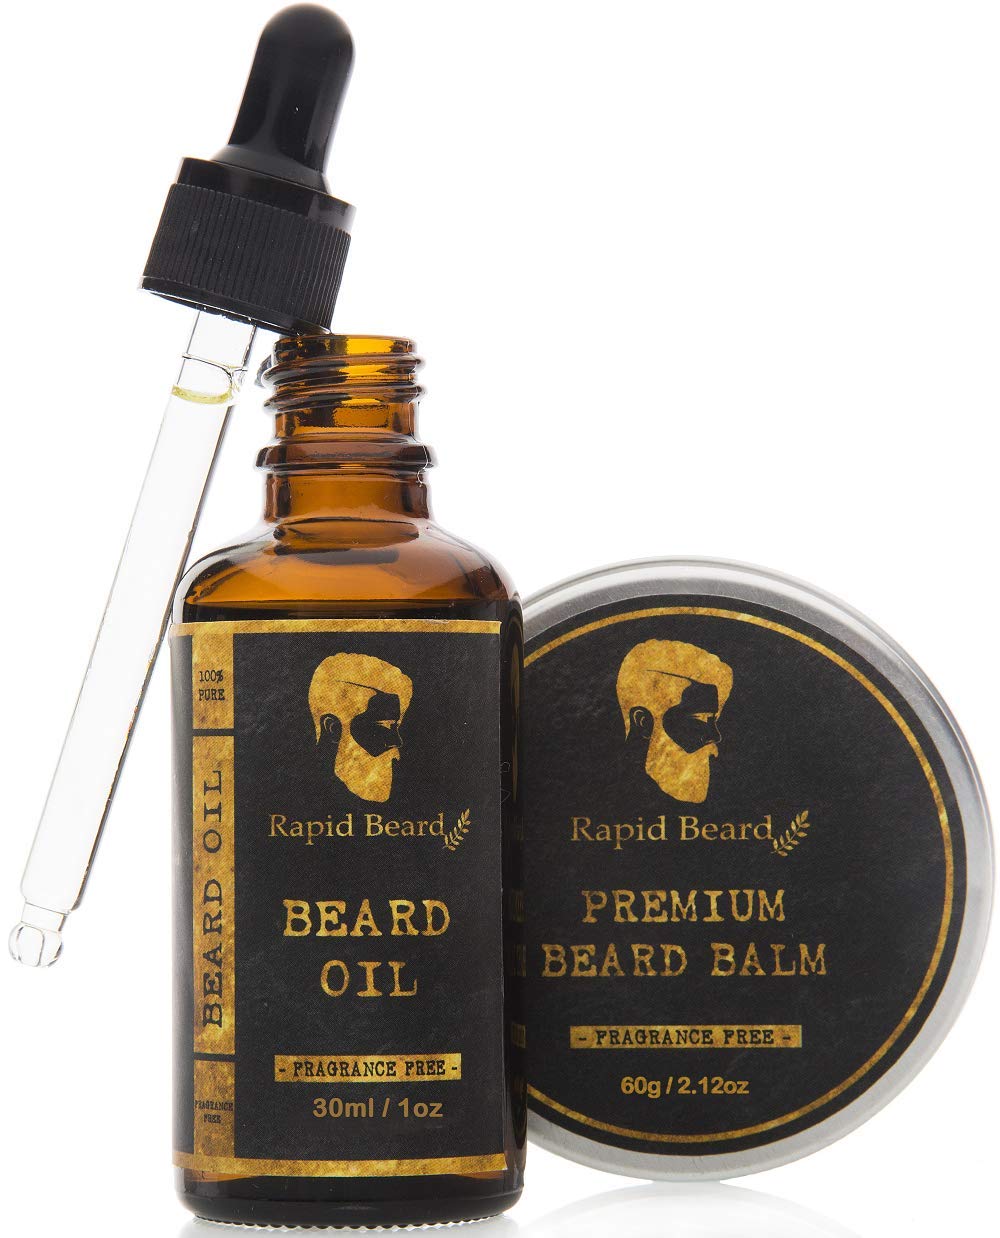 100%
PURE
BEARD OIL
FRAGRANCE
FREE
Rapid Beard
BEARD
OIL
- FRAGRANCE FREE -
30ml / 1oz
Rapid Beard
PREMIUM
BEARD BALM
- FRAGRANCE FREE -
60g / 2.12oz